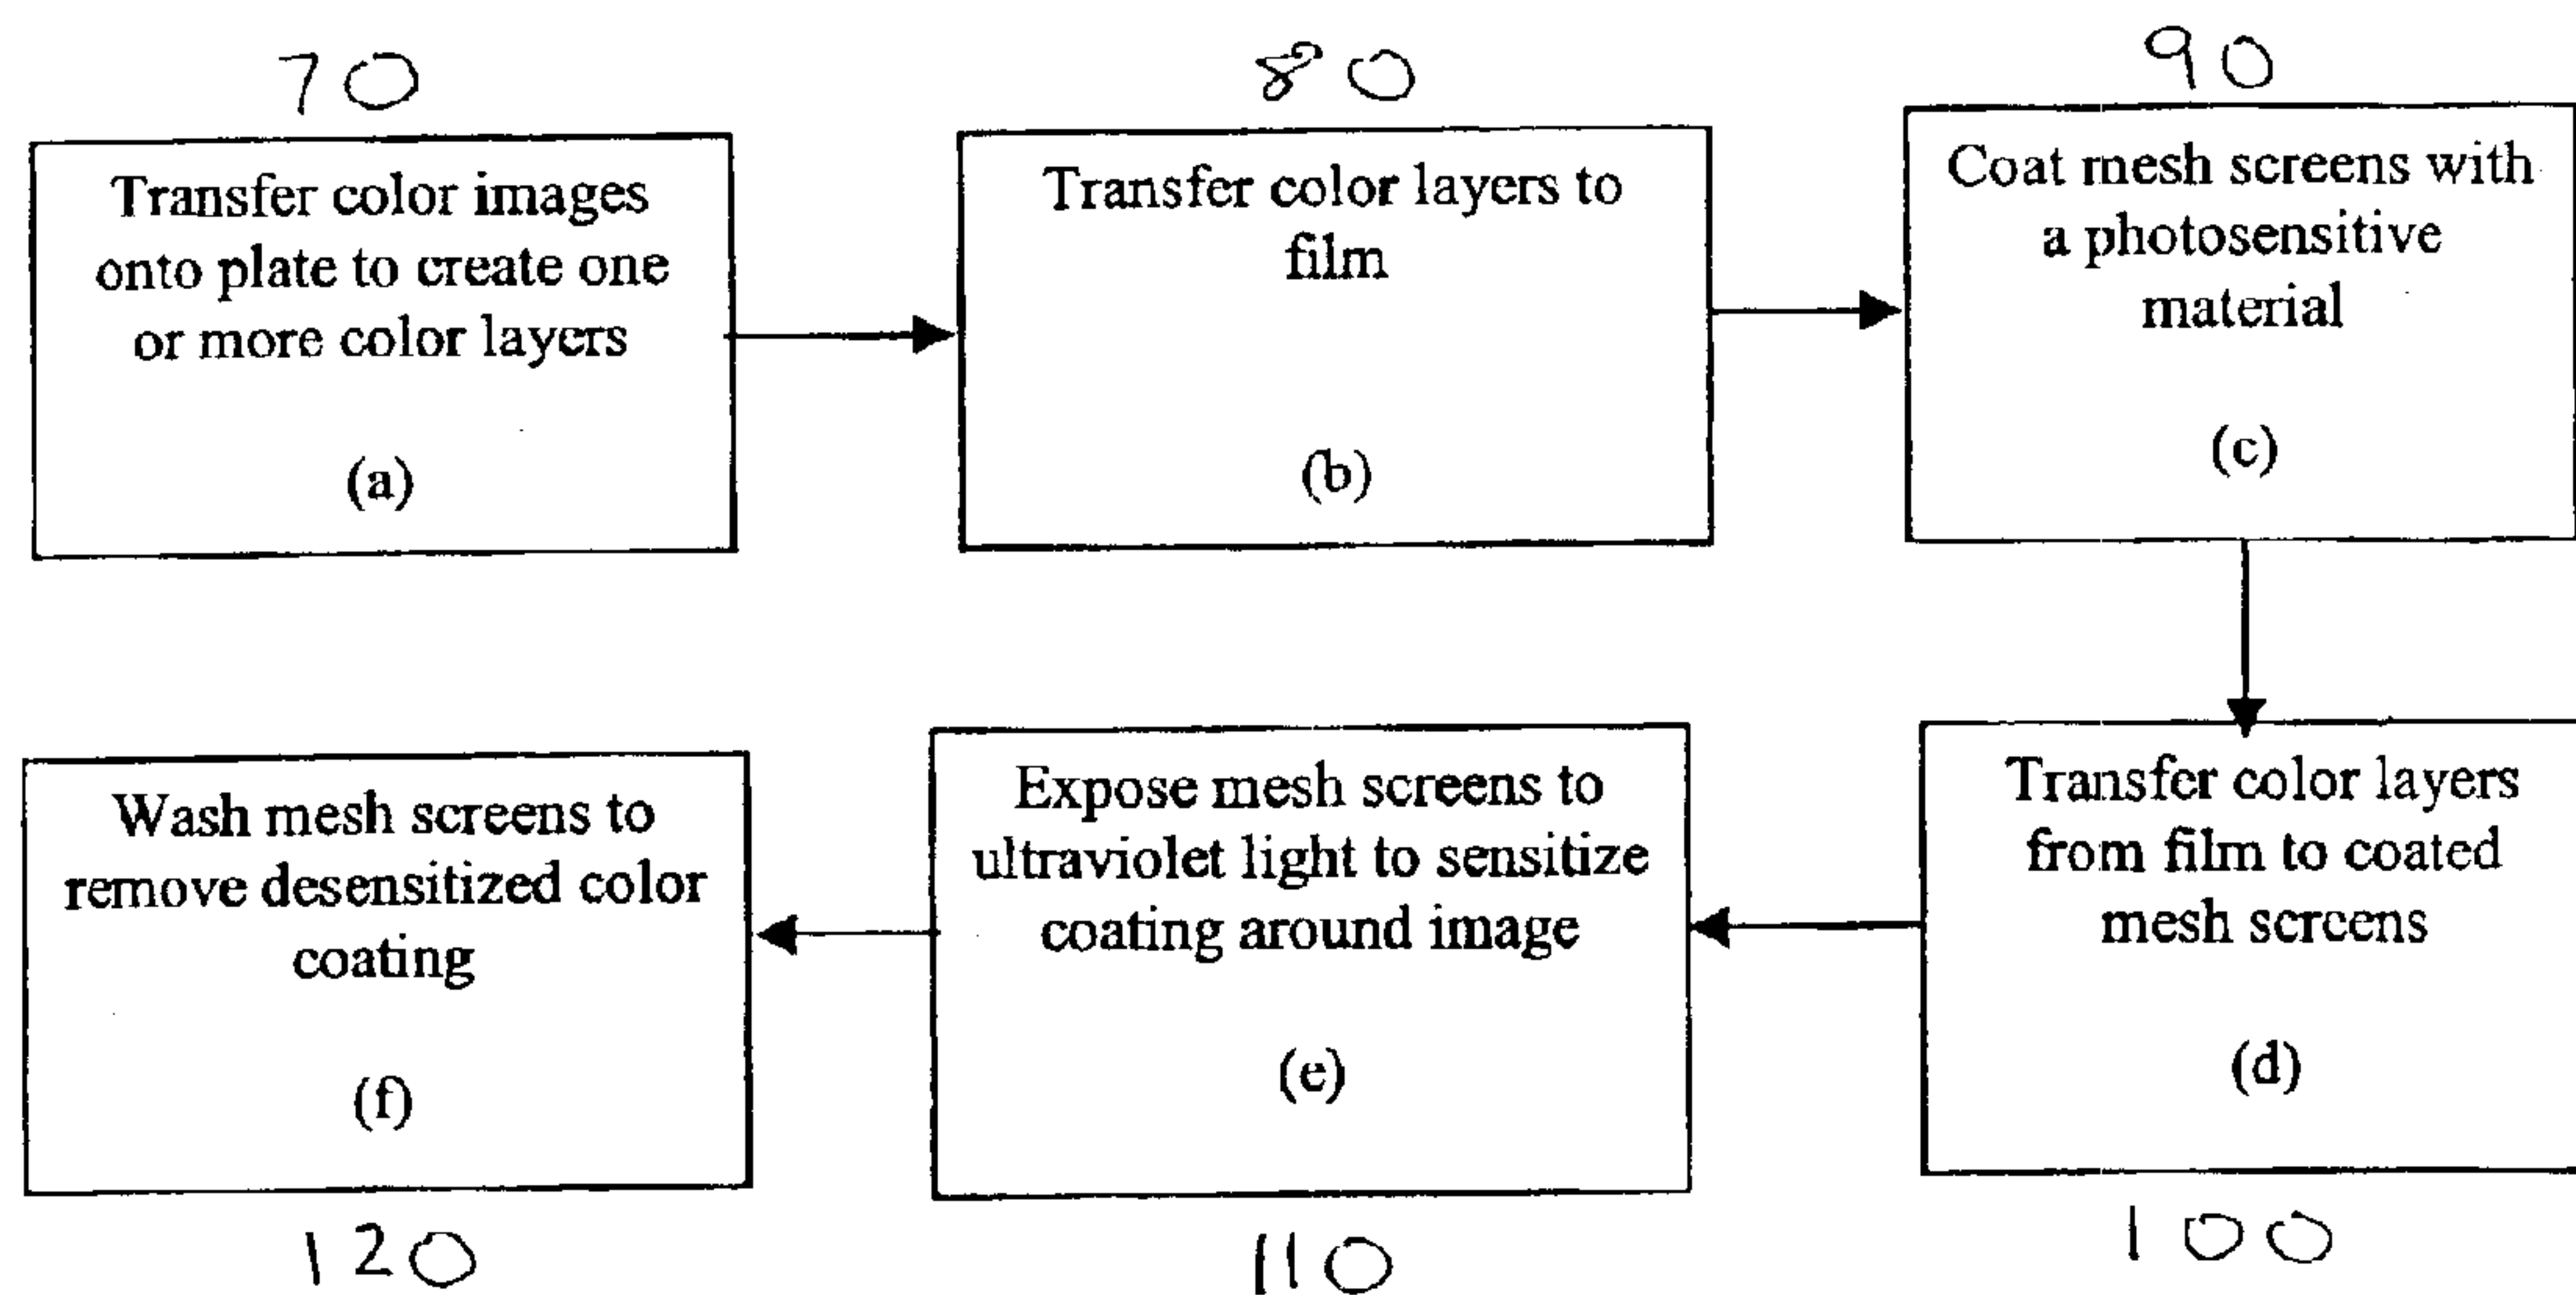 70
Transfer color images
onto plate to create one
or more color layers
(a)
80
Transfer color layers to
film
(b)
90
Coat mesh screens with
a photosensitive
material
(c)
Transfer color layers
from film to coated
mesh screens
(d)
100
Expose mesh screens to
ultraviolet light to sensitize
coating around image
(e)
110
Wash mesh screens to
remove desensitized color
coating
(f)
120